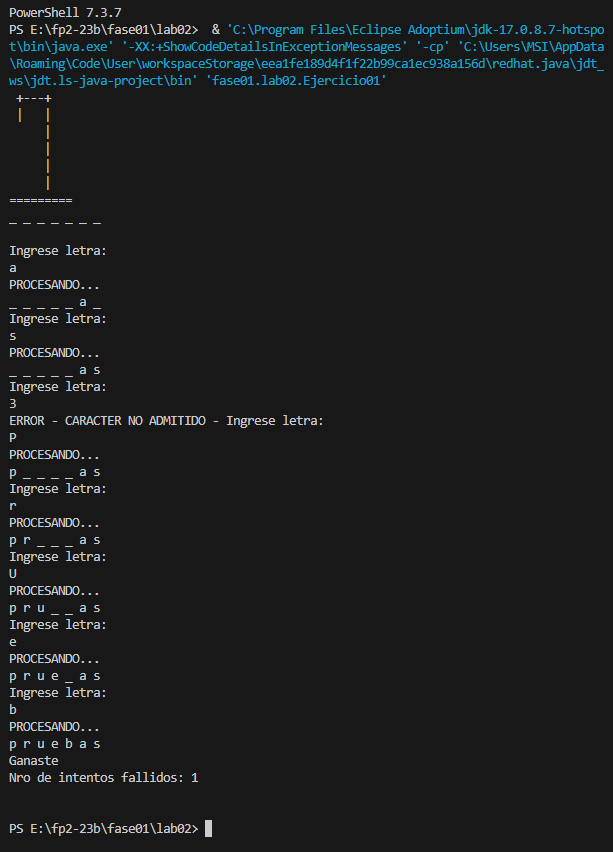 PowerShell 7.3.7
PS E:\fp2-23b\fase01\lab02>  & 'C:\Program Files\Eclipse Adoptium\jdk-17.0.8.7-hotspo
t\bin\java.exe' '-XX:+ShowCodeDetailsInExceptionMessages' '-cp' 'C:\Users\MSI\AppData
\Roaming\Code\User\workspaceStorage\eea1fe189d4f1f22b99ca1ec938a156d\redhat.java\jdt_
ws\jdt.ls-java-project\bin' 'fase01.lab02.Ejercicio01'
 +---+
 |   |
     |
     |
     |
     |
=========
_ _ _ _ _ _ _
Ingrese letra:
a
PROCESANDO...
_ _ _ _ _ a _
Ingrese letra:
s
PROCESANDO...
_ _ _ _ _ a s
Ingrese letra:
3
ERROR - CARACTER NO ADMITIDO - Ingrese letra:
P
PROCESANDO...
p _ _ _ _ a s
Ingrese letra:
r
PROCESANDO...
p r _ _ _ a s
Ingrese letra:
U
PROCESANDO...
p r u _ _ a s
Ingrese letra:
e
PROCESANDO...
p r u e _ a s
Ingrese letra:
b
PROCESANDO...
p r u e b a s
Ganaste
Nro de intentos fallidos: 1
PS E:\fp2-23b\fase01\lab02>